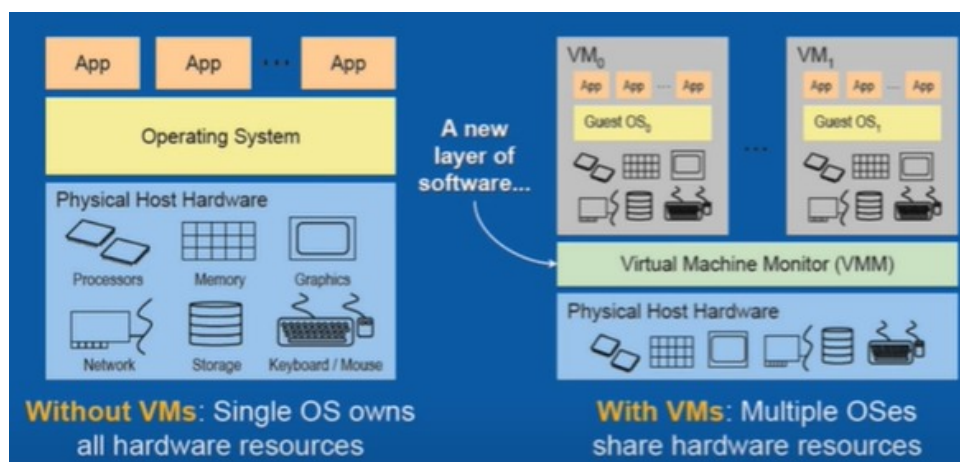 App App ... App
Operating System
Physical Host Hardware
Processors Memory Graphics
Network Storage Keyboard / Mouse
Without VMs: Single OS owns
all hardware resources
A new
layer of
software...
VM₀
App App ... App
Guest OS₀
...
VM₁
App App ... App
Guest OS₁
Virtual Machine Monitor (VMM)
Physical Host Hardware
With VMs: Multiple OSes
share hardware resources